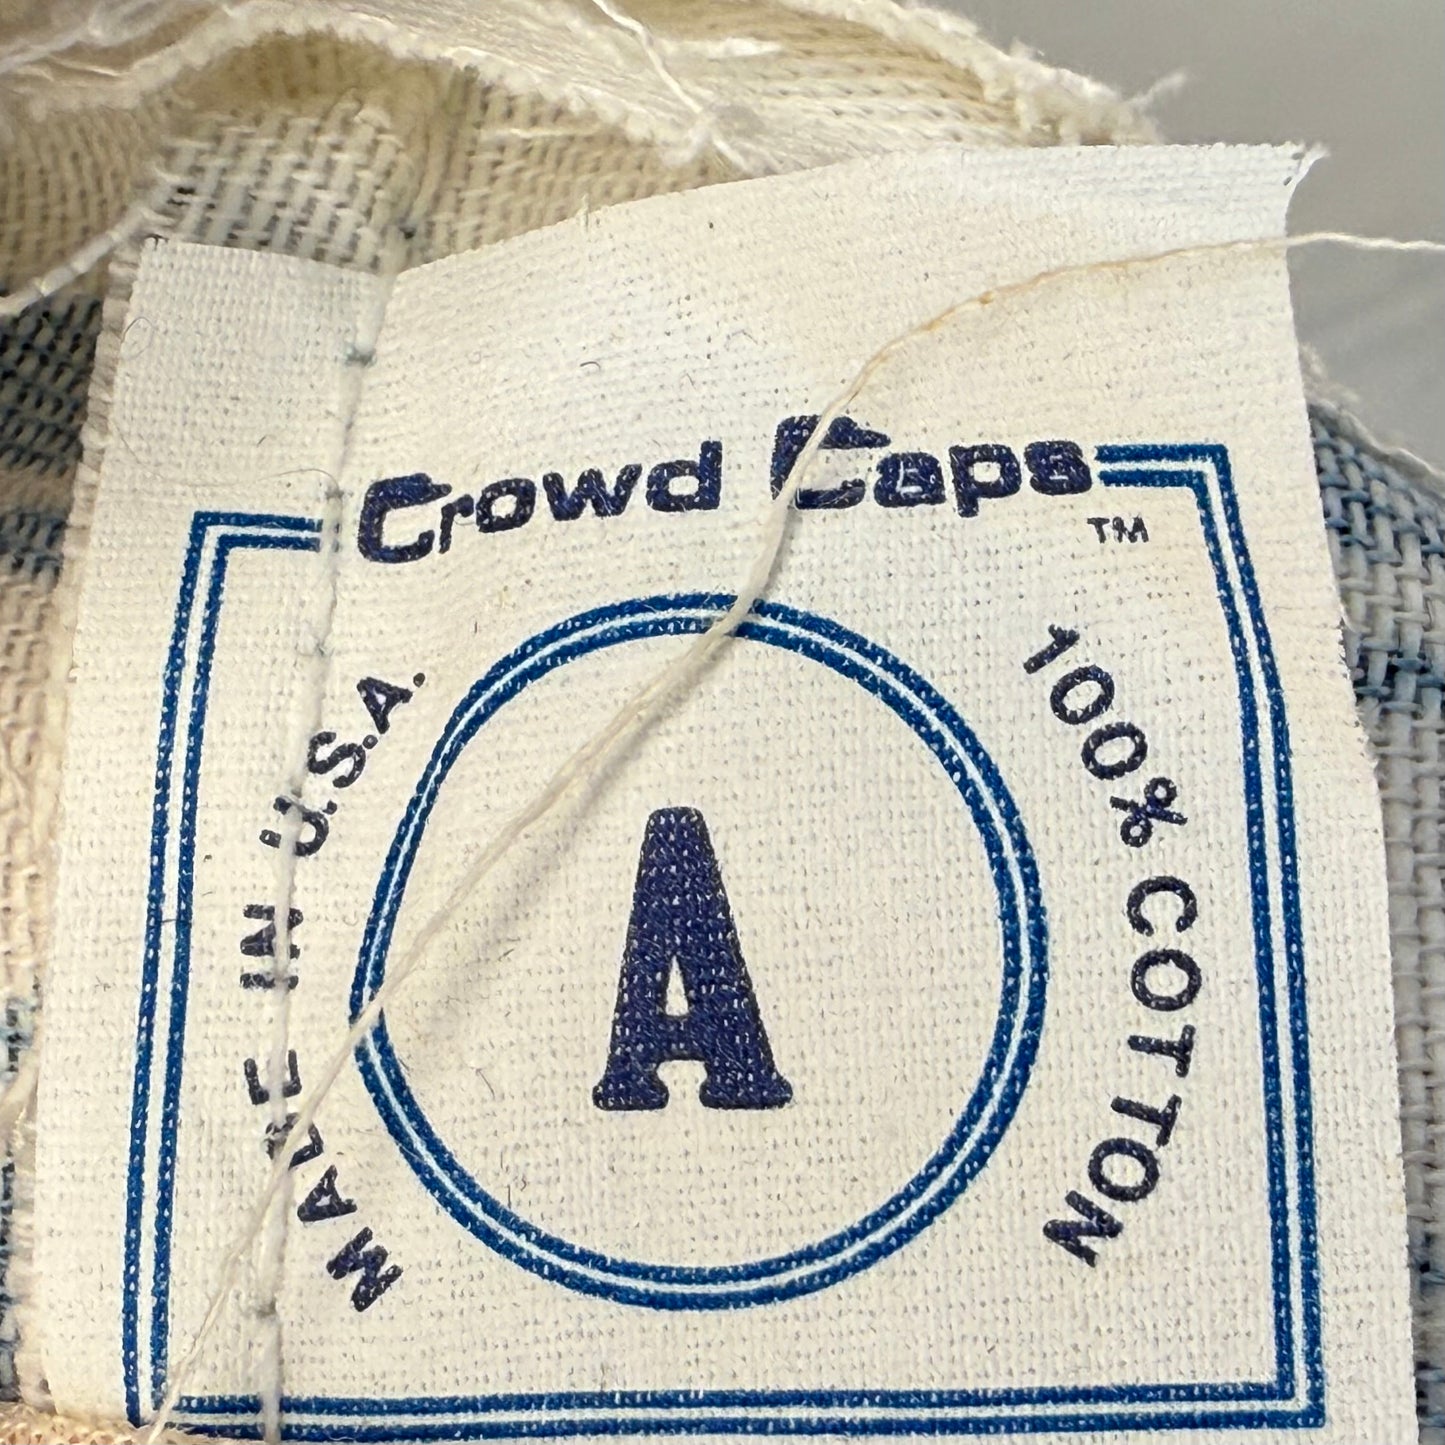 Crowd Caps
TM
MADE IN U.S.A.
A
100% COTTON